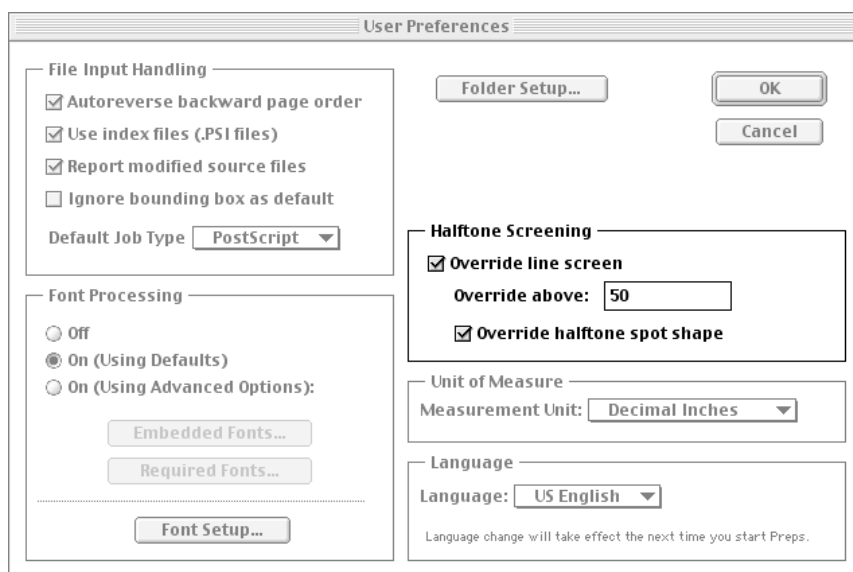 User Preferences
File Input Handling
Autoreverse backward page order
Use index files (.PSI files)
Report modified source files
Ignore bounding box as default
Default Job Type PostScript
Font Processing
Off
On (Using Defaults)
On (Using Advanced Options):
Embedded Fonts...
Required Fonts...
Font Setup...
Folder Setup...
OK
Cancel
Halftone Screening
Override line screen
Override above: 50
Override halftone spot shape
Unit of Measure
Measurement Unit: Decimal Inches
Language
Language: US English
Language change will take effect the next time you start Preps.